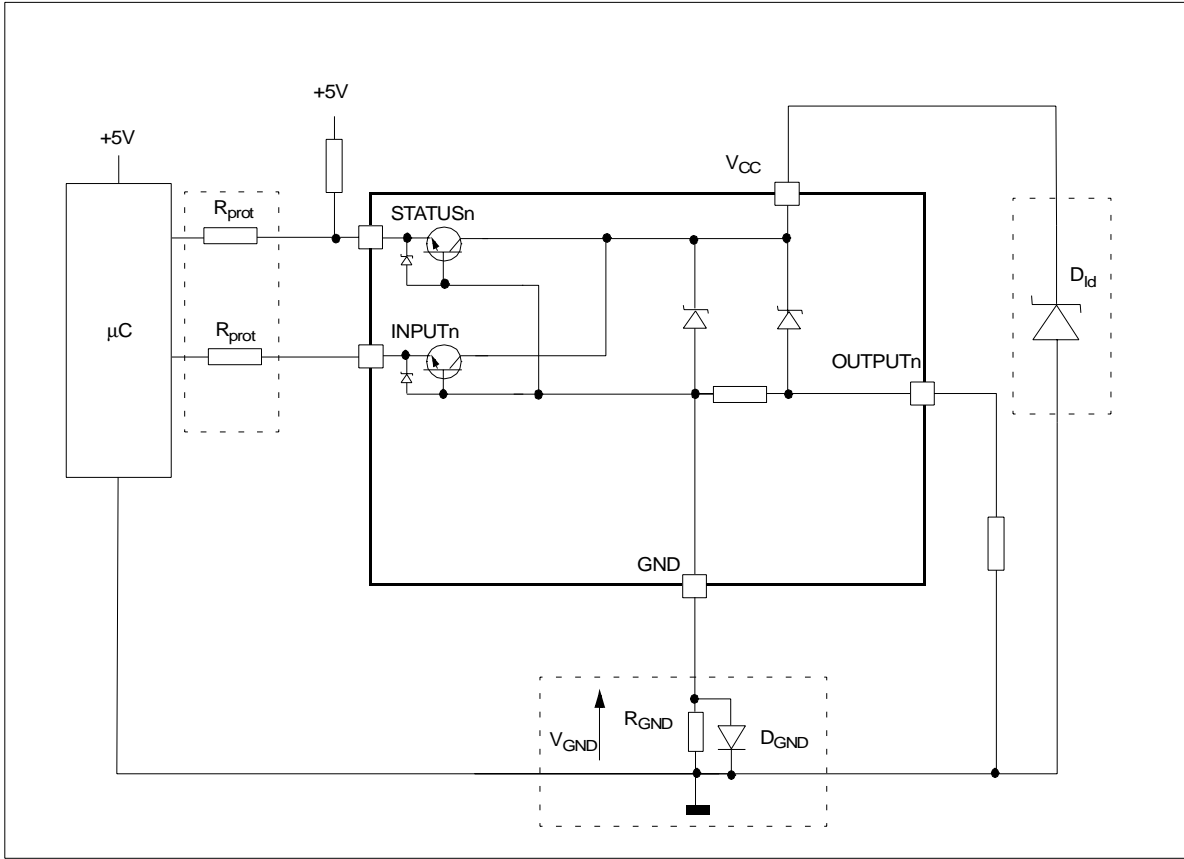 +5V
+5V
V_CC
R_prot
STATUSn
D_ld
μC
R_prot
INPUTn
OUTPUTn
GND
R_GND
V_GND
D_GND